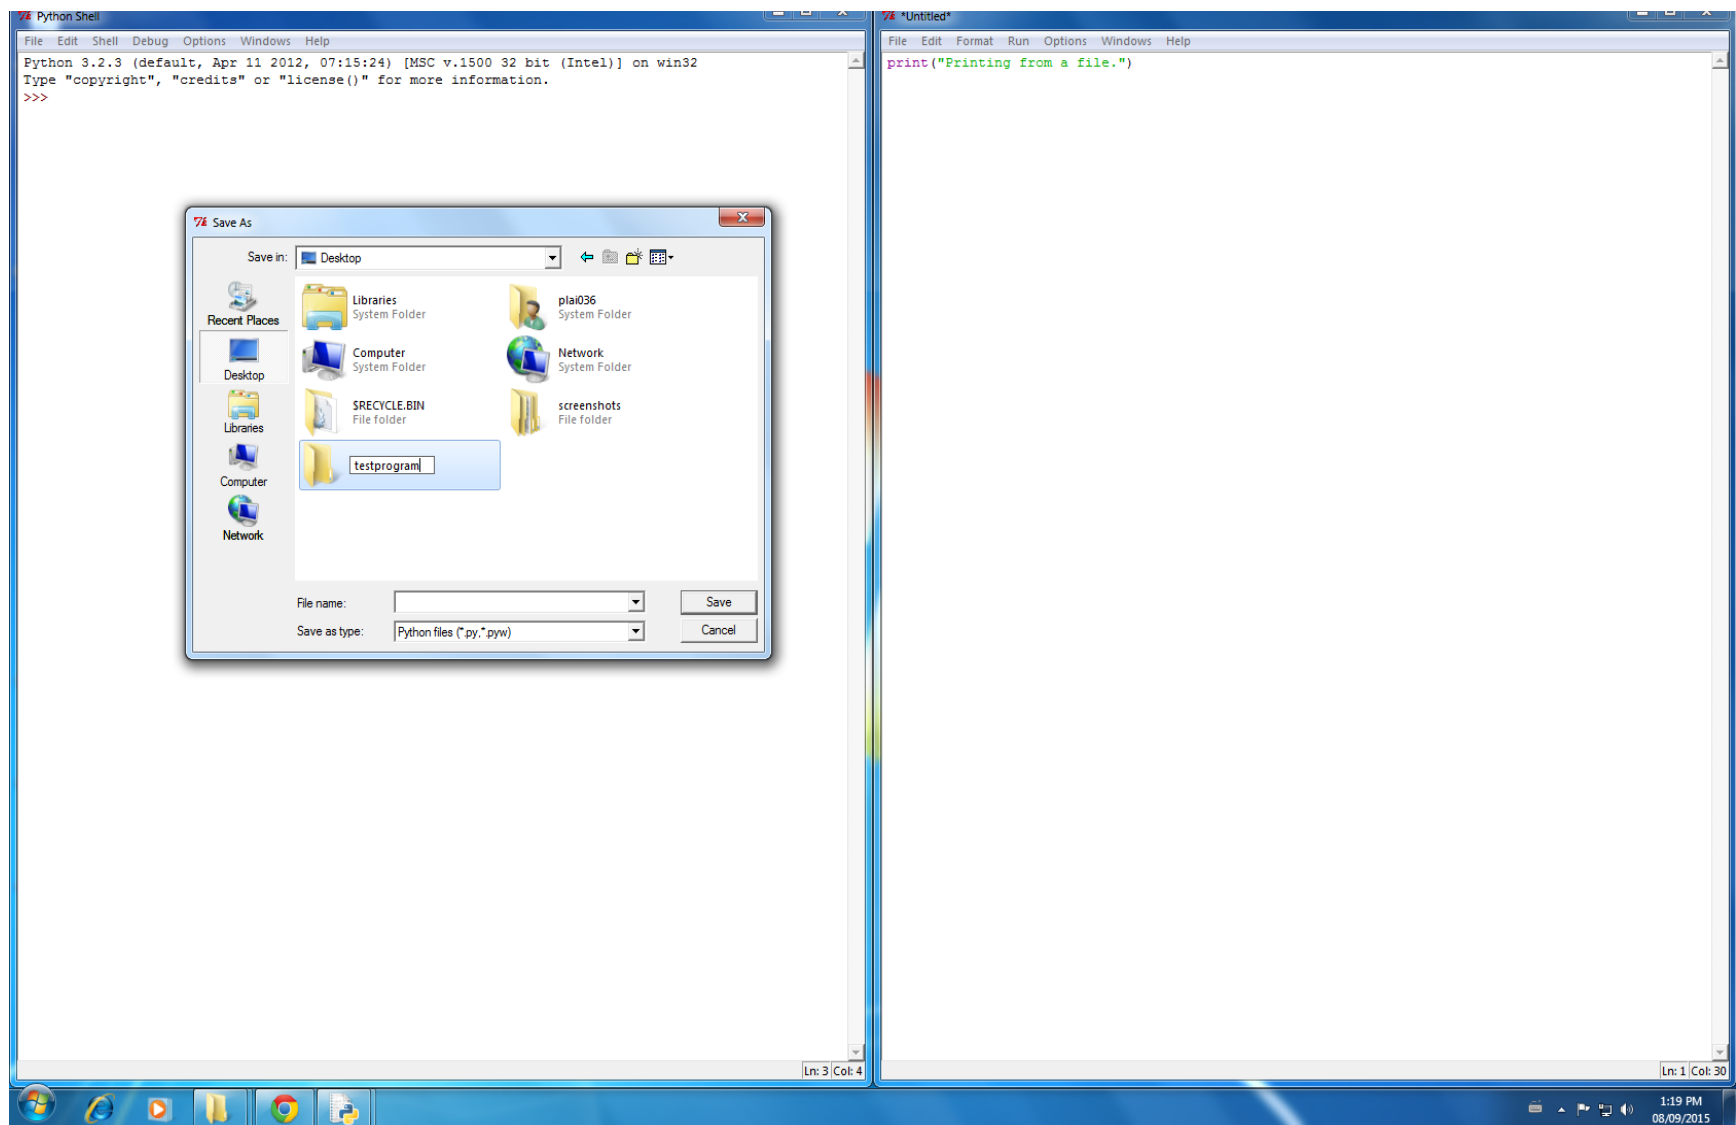 Python Shell
File Edit Shell Debug Options Windows Help
Python 3.2.3 (default, Apr 11 2012, 07:15:24) [MSC v.1500 32 bit (Intel)] on win32
Type "copyright", "credits" or "license()" for more information.
>>>
Save As
Save in: Desktop
Recent Places
Desktop
Libraries
Computer
Network
Libraries
System Folder
plai036
System Folder
Computer
System Folder
Network
System Folder
$RECYCLE.BIN
File folder
screenshots
File folder
testprogram
File name:
Save
Save as type: Python files (*.py,*.pyw)
Cancel
Ln: 3 Col: 4
*Untitled*
File Edit Format Run Options Windows Help
print("Printing from a file.")
Ln: 1 Col: 30
1:19 PM
08/09/2015